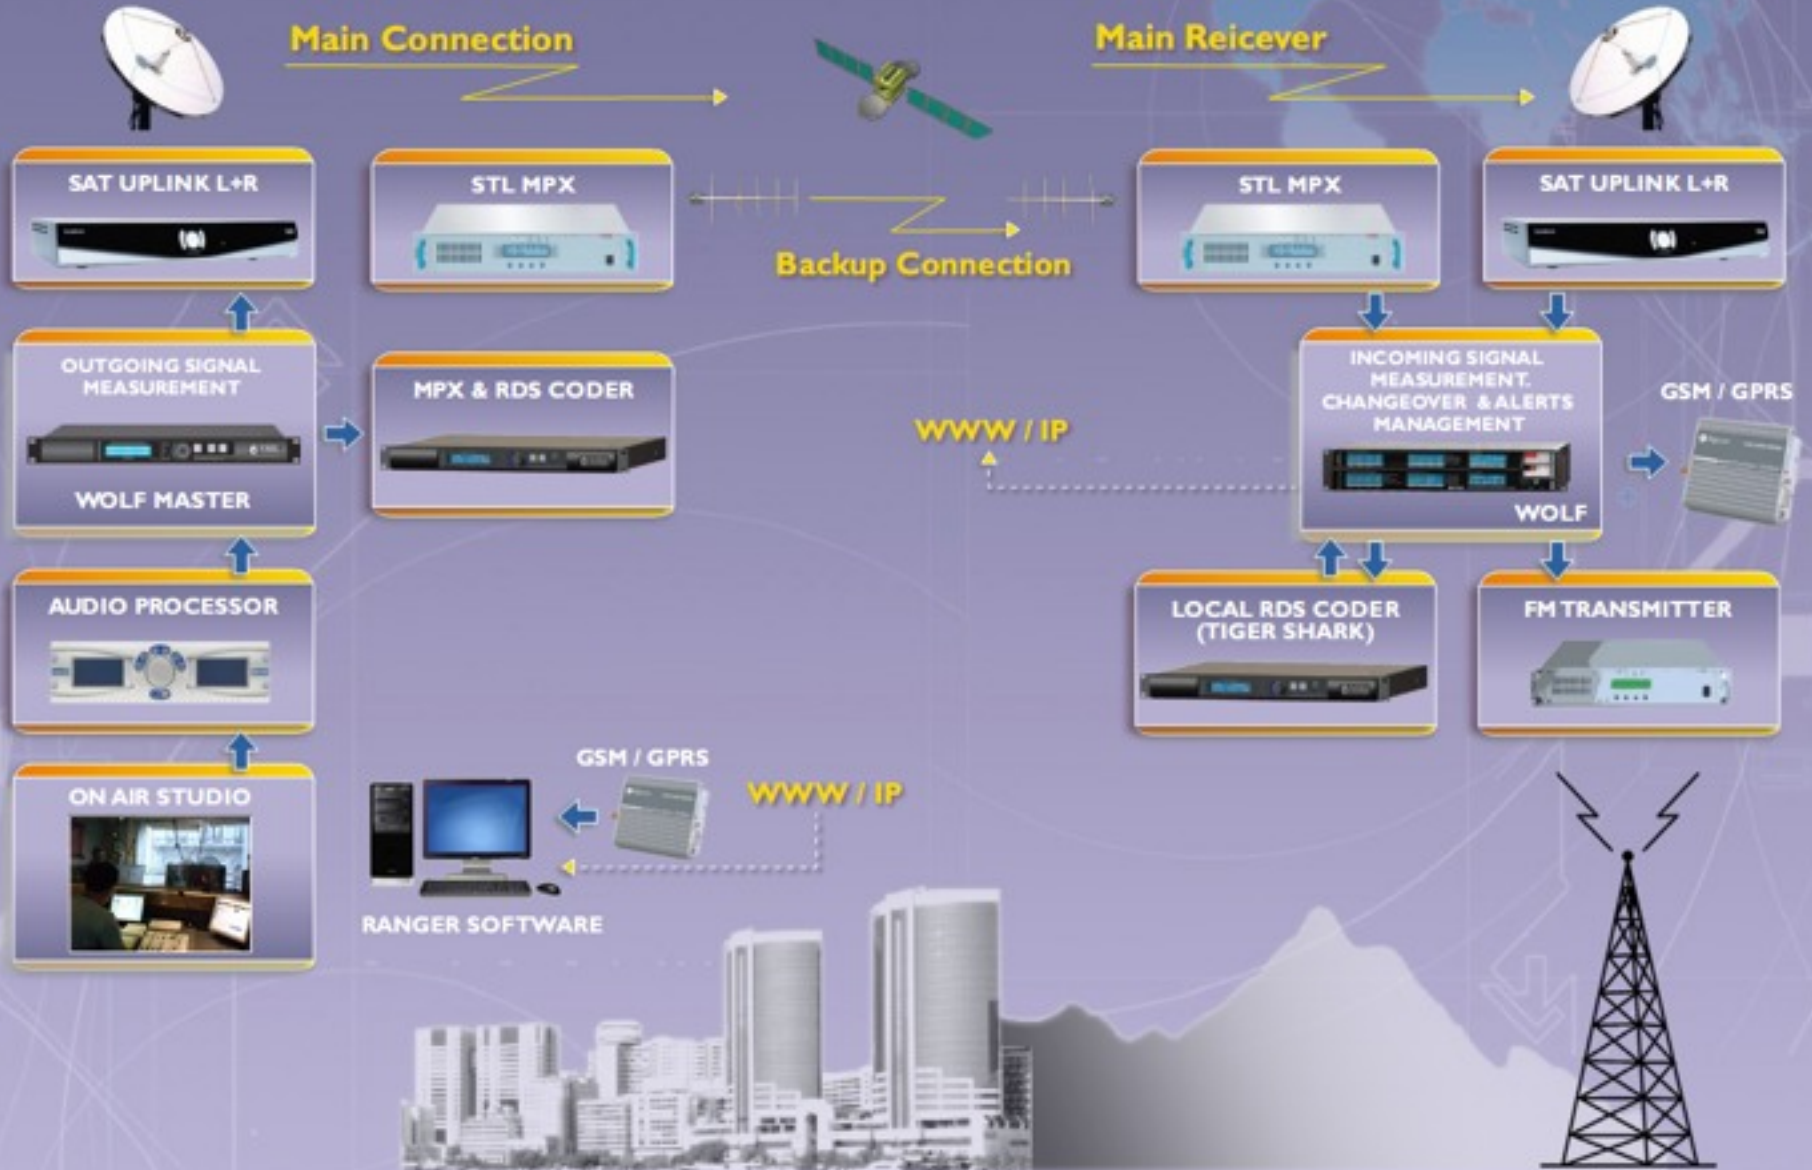 Main Connection
Main Reicever
SAT UPLINK L+R
STL MPX
STL MPX
SAT UPLINK L+R
Backup Connection
OUTGOING SIGNAL
MEASUREMENT
WOLF MASTER
MPX & RDS CODER
WWW / IP
INCOMING SIGNAL
MEASUREMENT.
CHANGEOVER & ALERTS
MANAGEMENT
WOLF
GSM / GPRS
AUDIO PROCESSOR
LOCAL RDS CODER
(TIGER SHARK)
FM TRANSMITTER
ON AIR STUDIO
GSM / GPRS
WWW / IP
RANGER SOFTWARE